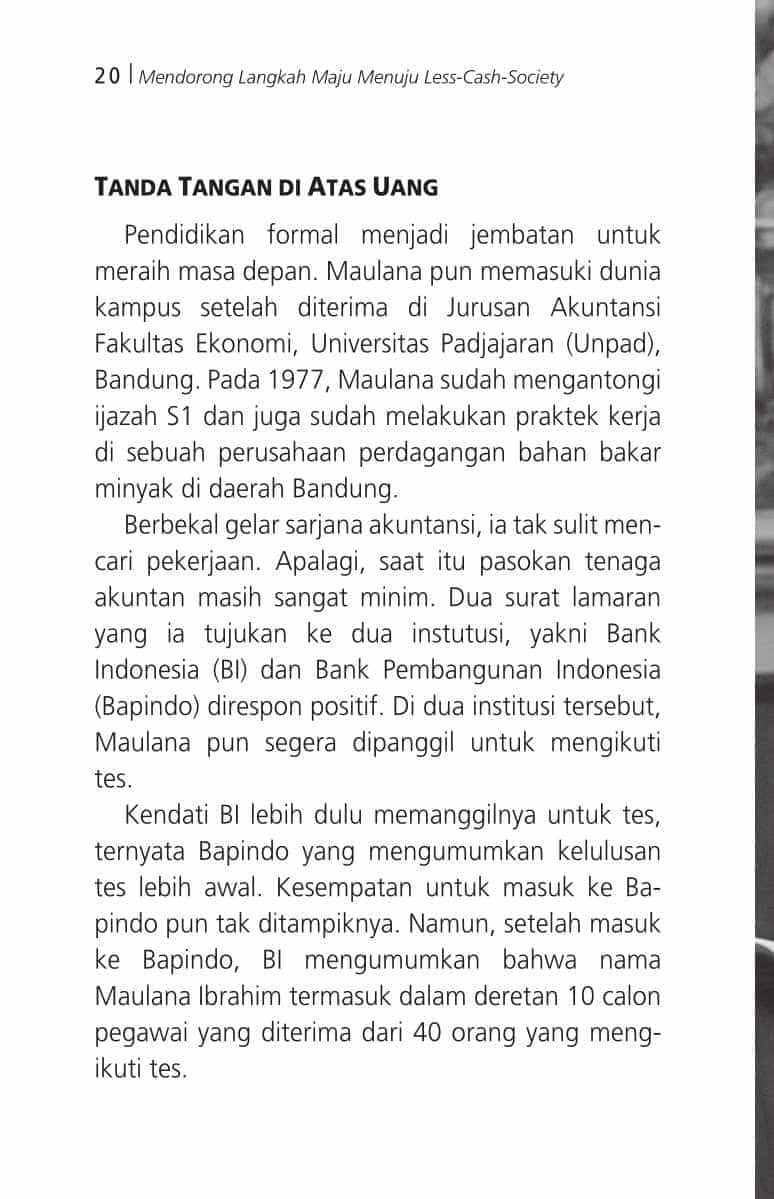 20 | Mendorong Langkah Maju Menuju Less-Cash-Society
TANDA TANGAN DI ATAS UANG
Pendidikan formal menjadi jembatan untuk
meraih masa depan. Maulana pun memasuki dunia
kampus setelah diterima di Jurusan Akuntansi
Fakultas Ekonomi, Universitas Padjajaran (Unpad),
Bandung. Pada 1977, Maulana sudah mengantongi
ijazah S1 dan juga sudah melakukan praktek kerja
di sebuah perusahaan perdagangan bahan bakar
minyak di daerah Bandung.
Berbekal gelar sarjana akuntansi, ia tak sulit men-
cari pekerjaan. Apalagi, saat itu pasokan tenaga
akuntan masih sangat minim. Dua surat lamaran
yang ia tujukan ke dua instutusi, yakni Bank
Indonesia (BI) dan Bank Pembangunan Indonesia
(Bapindo) direspon positif. Di dua institusi tersebut,
Maulana pun segera dipanggil untuk mengikuti
tes.
Kendati BI lebih dulu memanggilnya untuk tes,
ternyata Bapindo yang mengumumkan kelulusan
tes lebih awal. Kesempatan untuk masuk ke Ba-
pindo pun tak ditampiknya. Namun, setelah masuk
ke Bapindo, BI mengumumkan bahwa nama
Maulana Ibrahim termasuk dalam deretan 10 calon
pegawai yang diterima dari 40 orang yang meng-
ikuti tes.